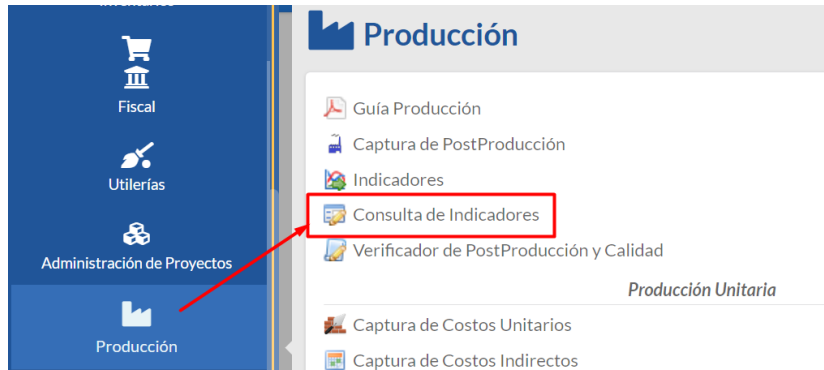 Fiscal
Utilerías
Administración de Proyectos
Producción
Producción
Guía Producción
Captura de PostProducción
Indicadores
Consulta de Indicadores
Verificador de PostProducción y Calidad
Producción Unitaria
Captura de Costos Unitarios
Captura de Costos Indirectos